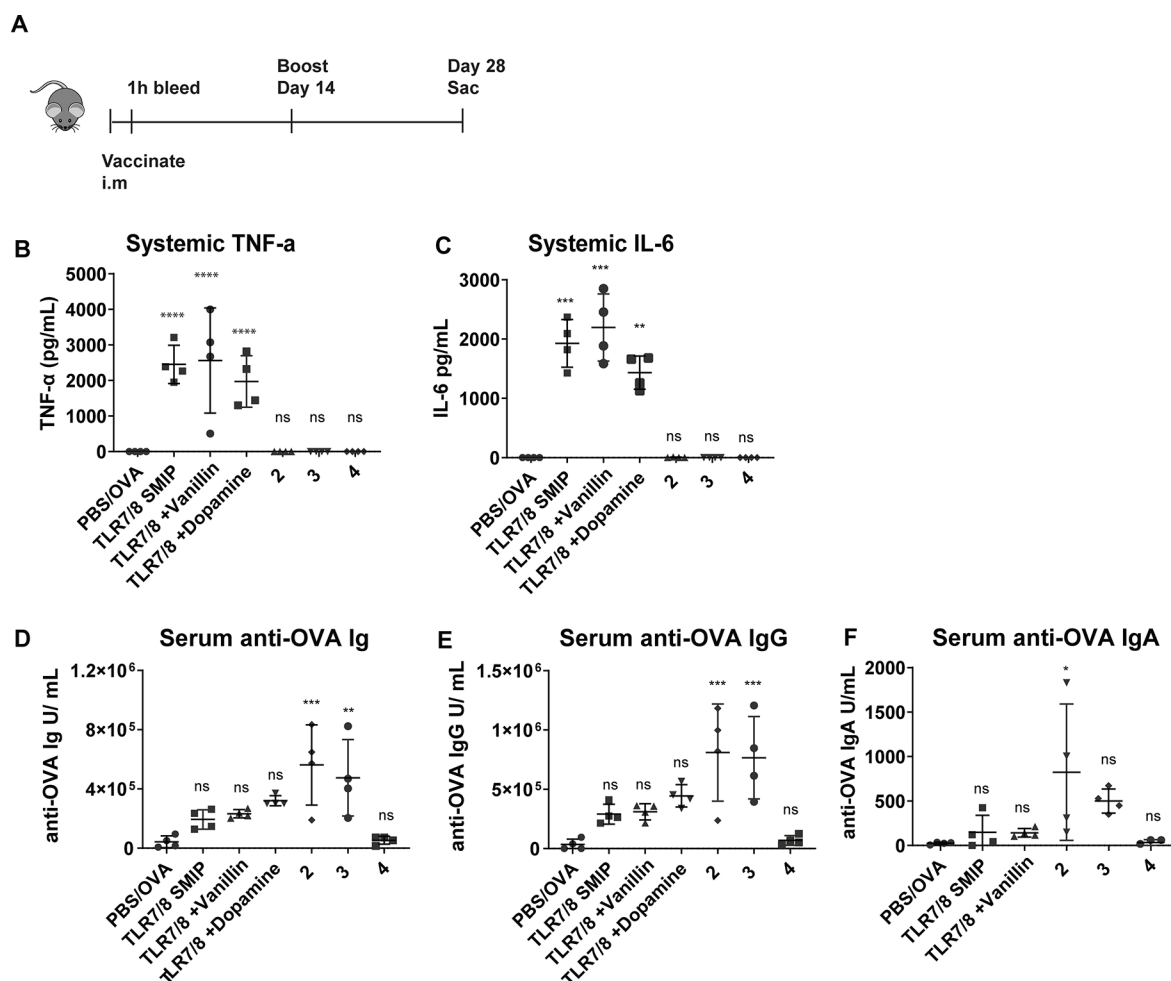 A
1h bleed
Boost
Day 14
Day 28
Sac
Vaccinate
i.m
B
Systemic TNF-a
TNF-α (pg/mL)
5000
4000
3000
2000
1000
0
****
****
****
ns
ns
ns
PBS/OVA
TLR7/8 SMIP
TLR7/8 +Vanillin
TLR7/8 +Dopamine
2
3
4
C
Systemic IL-6
IL-6 pg/mL
3000
2000
1000
0
***
***
**
ns
ns
ns
PBS/OVA
TLR7/8 SMIP
TLR7/8 +Vanillin
TLR7/8 +Dopamine
2
3
4
D
Serum anti-OVA Ig
anti-OVA Ig U/ mL
1.2×10⁶
8×10⁵
4×10⁵
0
ns
ns
ns
***
**
ns
PBS/OVA
TLR7/8 SMIP
TLR7/8 +Vanillin
TLR7/8 +Dopamine
2
3
4
E
Serum anti-OVA IgG
anti-OVA IgG U/ mL
1.5×10⁶
1×10⁶
5×10⁵
0
ns
ns
ns
***
***
ns
PBS/OVA
TLR7/8 SMIP
TLR7/8 +Vanillin
TLR7/8 +Dopamine
2
3
4
F
Serum anti-OVA IgA
anti-OVA IgA U/mL
2000
1500
1000
500
0
ns
ns
*
ns
ns
PBS/OVA
TLR7/8 SMIP
TLR7/8 +Vanillin
2
3
4